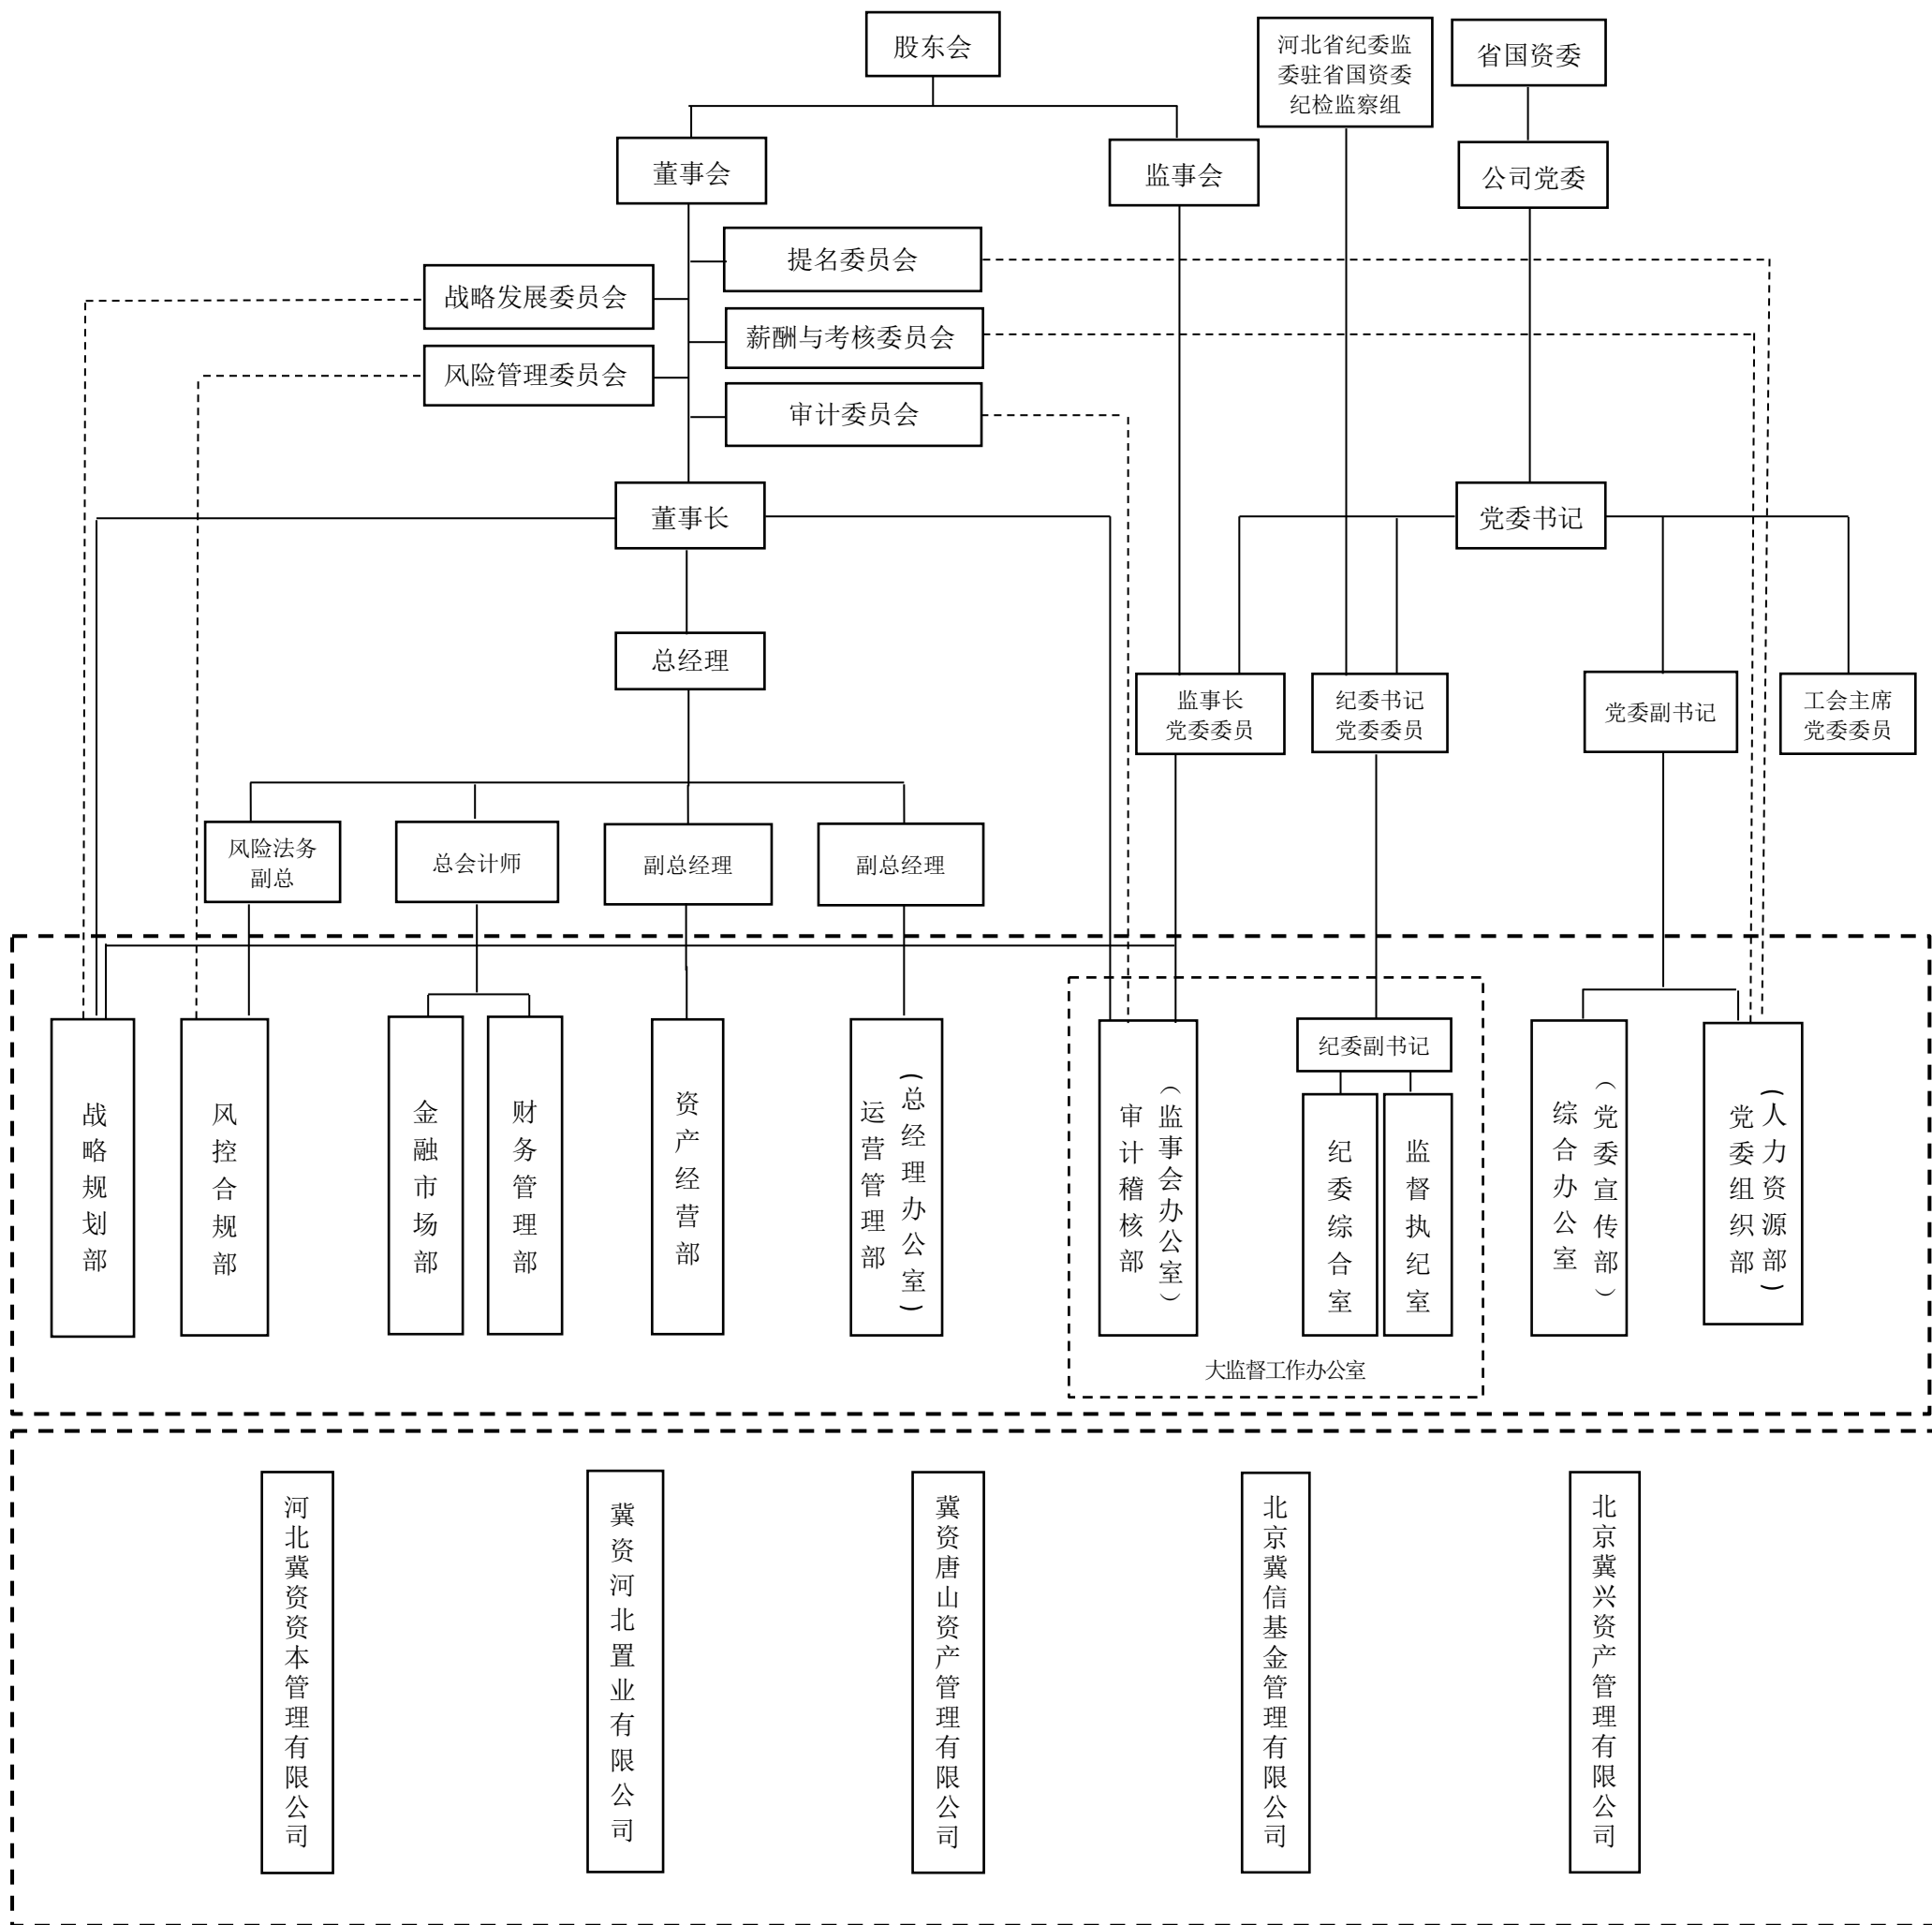 股东会
河北省纪委监
委驻省国资委
纪检监察组
省国资委
董事会
监事会
公司党委
提名委员会
战略发展委员会
薪酬与考核委员会
风险管理委员会
审计委员会
董事长
党委书记
总经理
监事长
党委委员
纪委书记
党委委员
党委副书记
工会主席
党委委员
风险法务
副总
总会计师
副总经理
副总经理
战略规划部
风控合规部
金融市场部
财务管理部
资产经营部
运营管理部
(总经理办公室)
审计稽核部
（监事会办公室）
纪委副书记
纪委综合室
监督执纪室
综合办公室
（党委宣传部）
党委组织部
(人力资源部)
大监督工作办公室
河北冀资资本管理有限公司
冀资河北置业有限公司
冀资唐山资产管理有限公司
北京冀信基金管理有限公司
北京冀兴资产管理有限公司